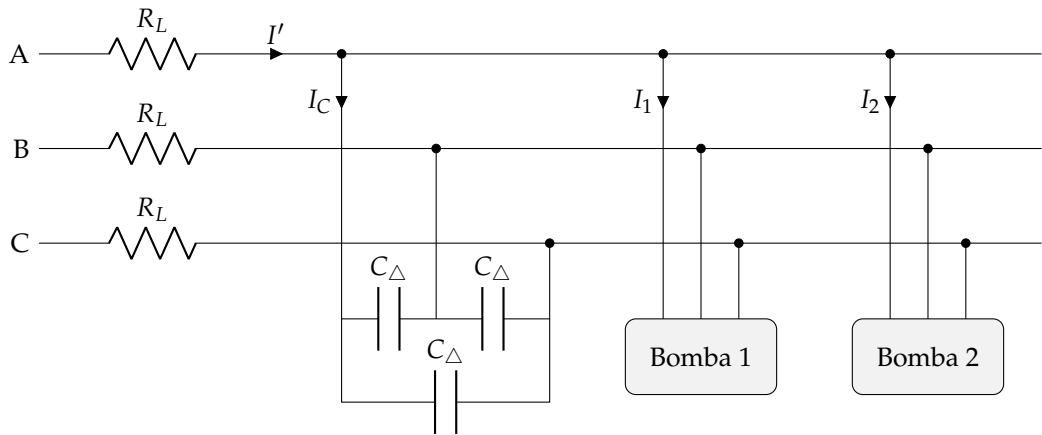 R_L
I'
A
I_C
I_1
I_2
R_L
B
R_L
C
C_△
C_△
C_△
Bomba 1
Bomba 2